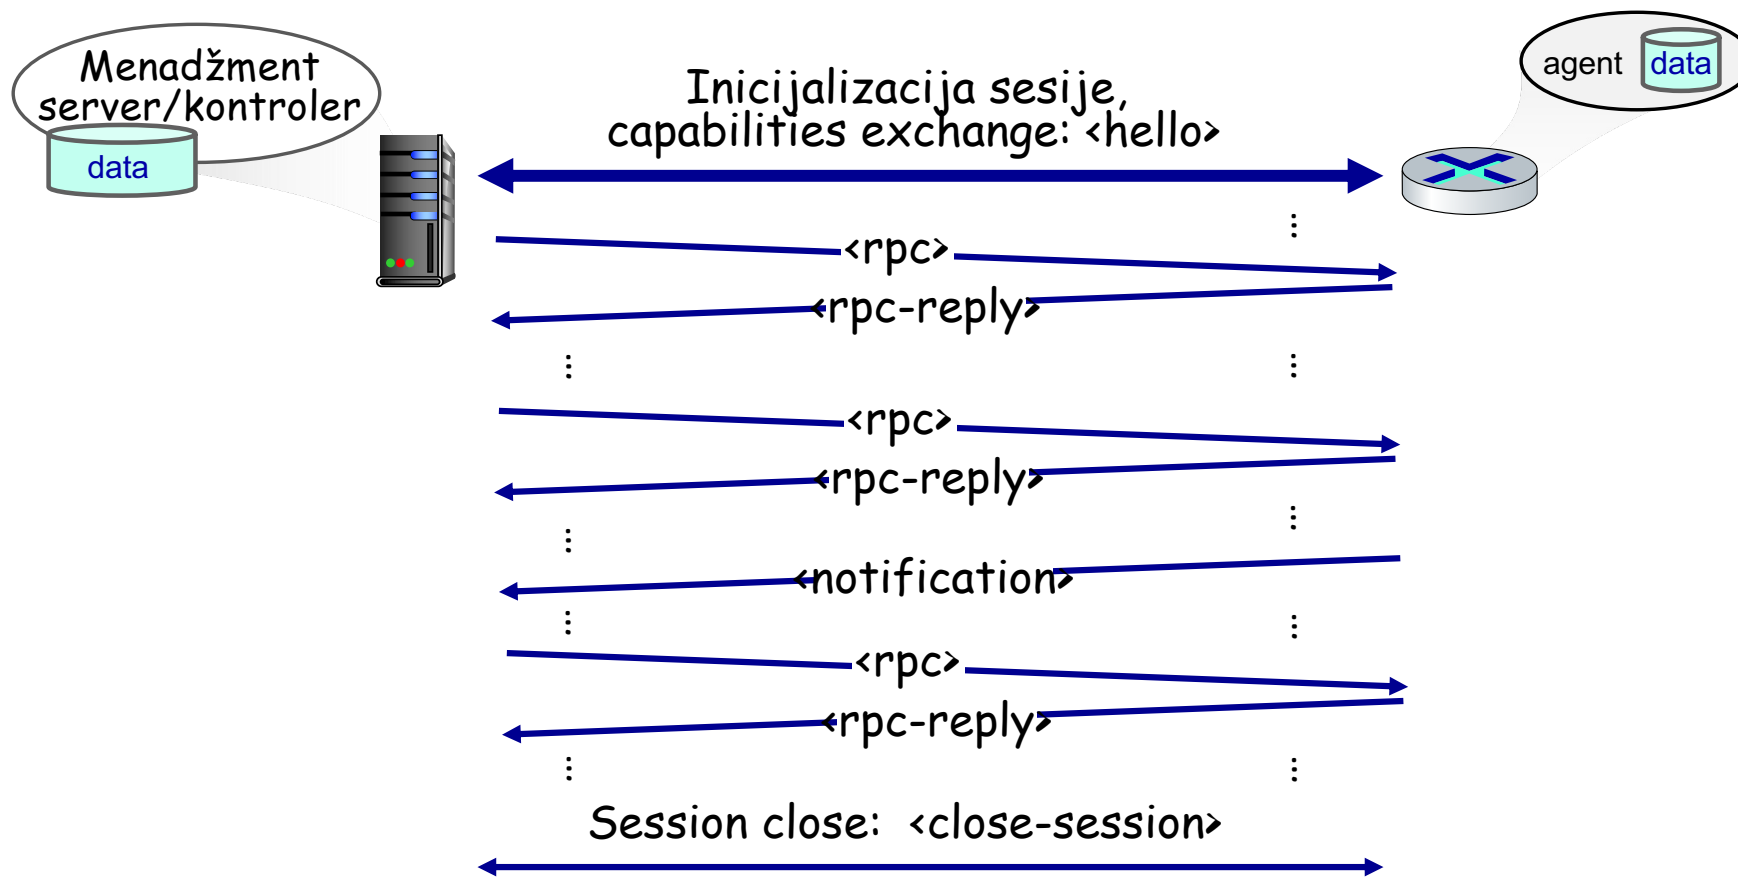 Menadžment
server/kontroler
data
Inicijalizacija sesije,
capabilities exchange: <hello>
agent data
<rpc>
<rpc-reply>
<rpc>
<rpc-reply>
<notification>
<rpc>
<rpc-reply>
Session close: <close-session>